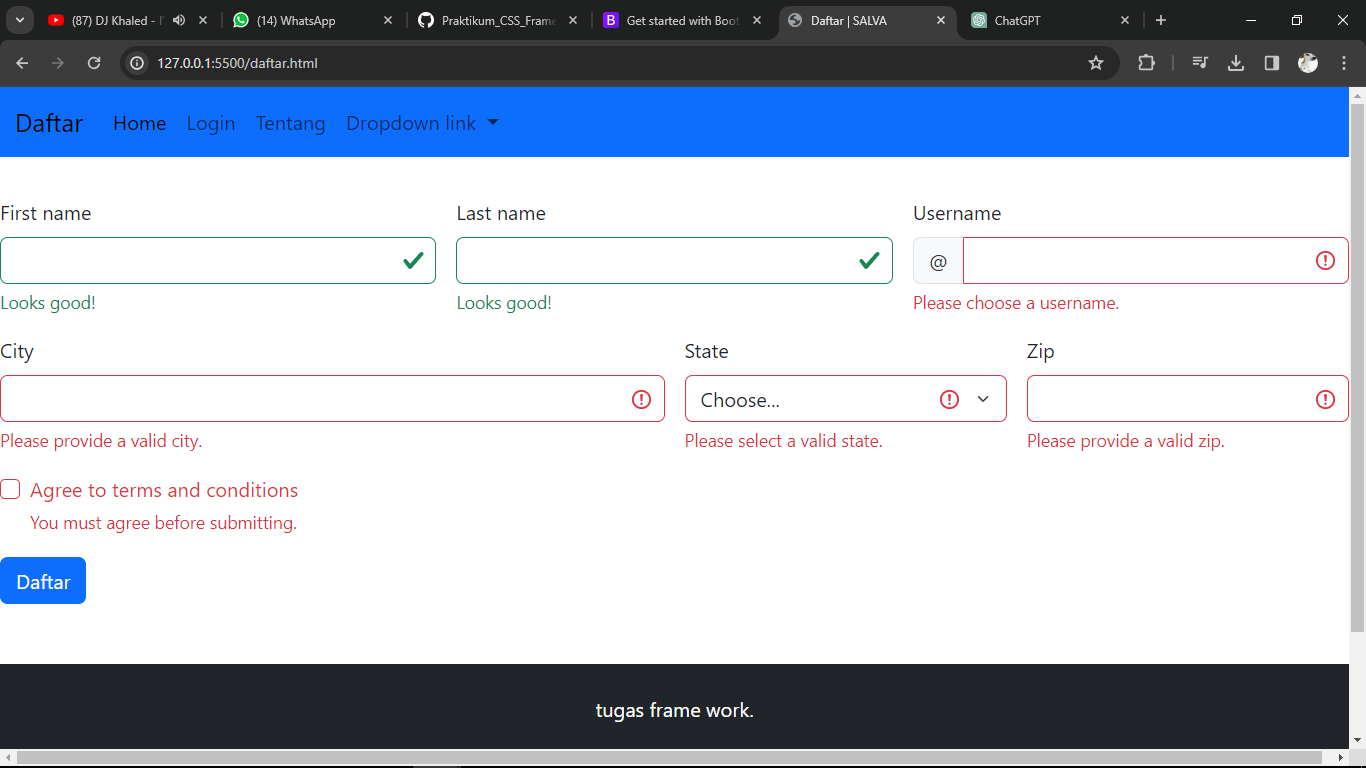 (87) DJ Khaled - I' (14) WhatsApp Praktikum_CSS_Frame Get started with Boot Daftar | SALVA ChatGPT
127.0.0.1:5500/daftar.html
Daftar Home Login Tentang Dropdown link
First name Last name Username
@
Looks good! Looks good! Please choose a username.
City State Zip
Choose...
Please provide a valid city. Please select a valid state. Please provide a valid zip.
Agree to terms and conditions
You must agree before submitting.
Daftar
tugas frame work.